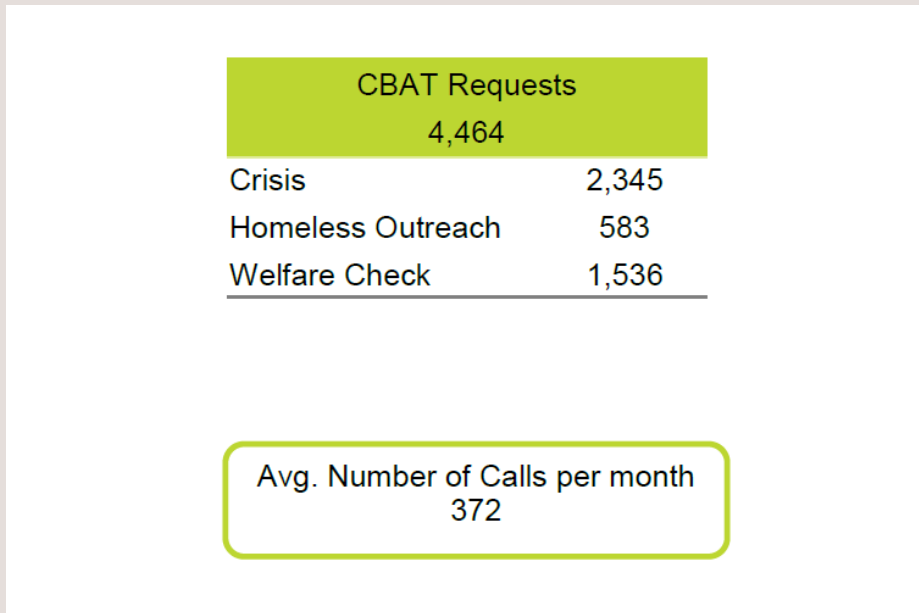 CBAT Requests
4,464
Crisis 2,345
Homeless Outreach 583
Welfare Check 1,536
Avg. Number of Calls per month
372